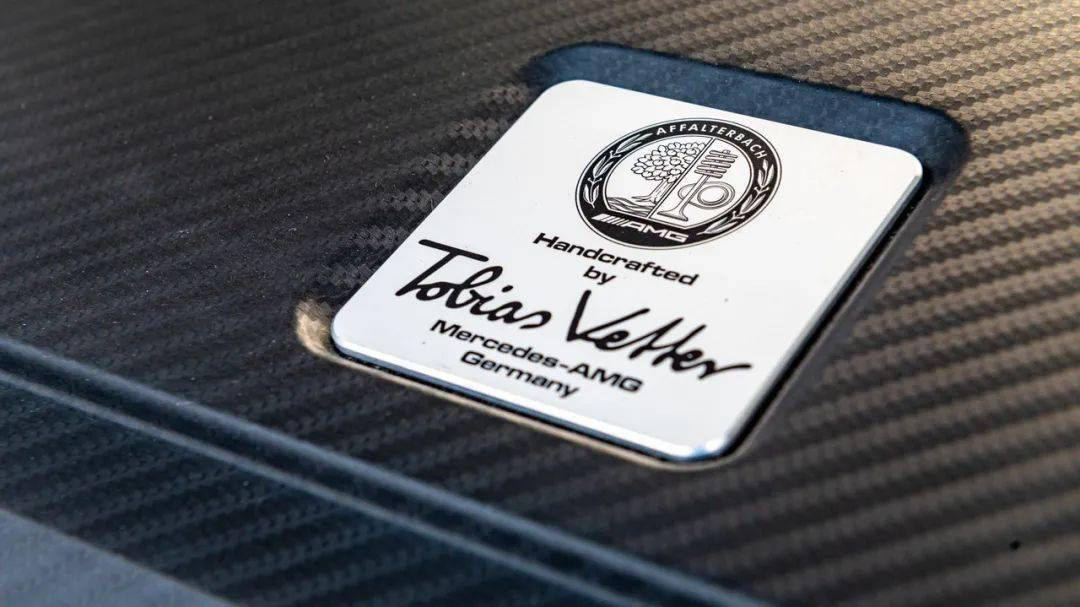 AFFALTERBACH
AMG
Handcrafted
by
Tobias Vetter
Mercedes-AMG
Germany